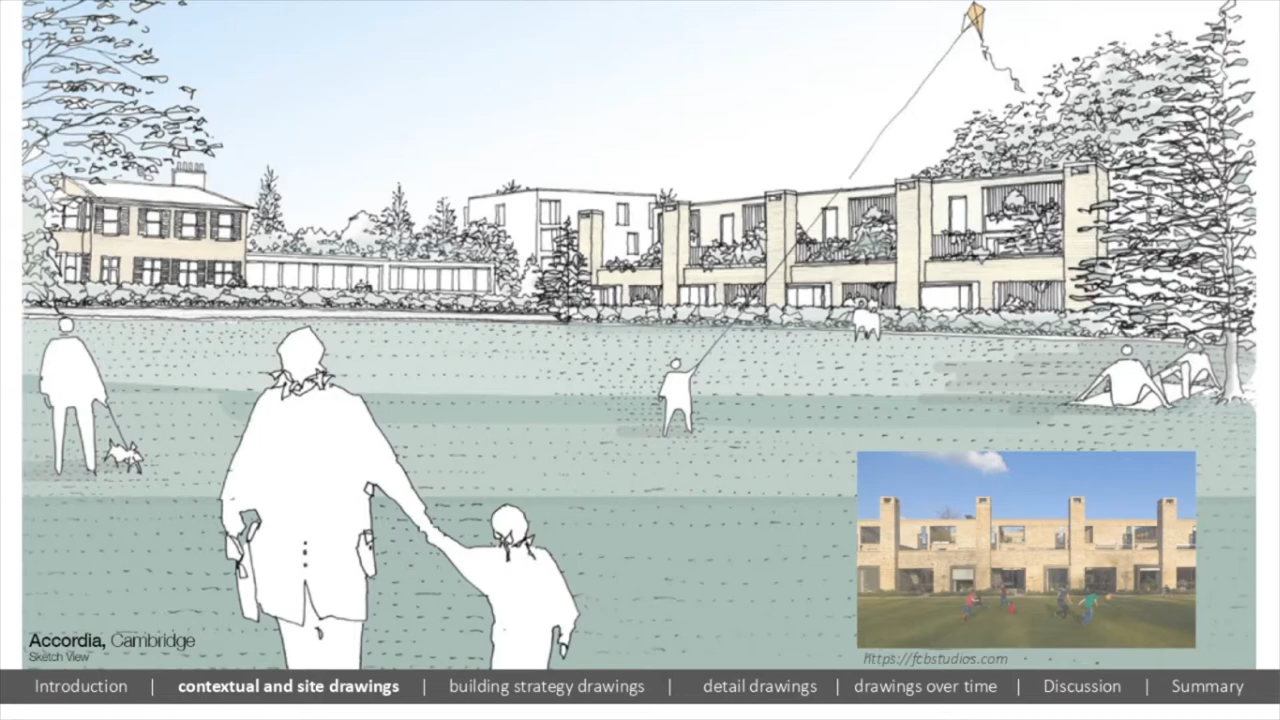 Accordia, Cambridge
Sketch View
https://fcbstudios.com
Introduction | contextual and site drawings | building strategy drawings | detail drawings | drawings over time | Discussion | Summary